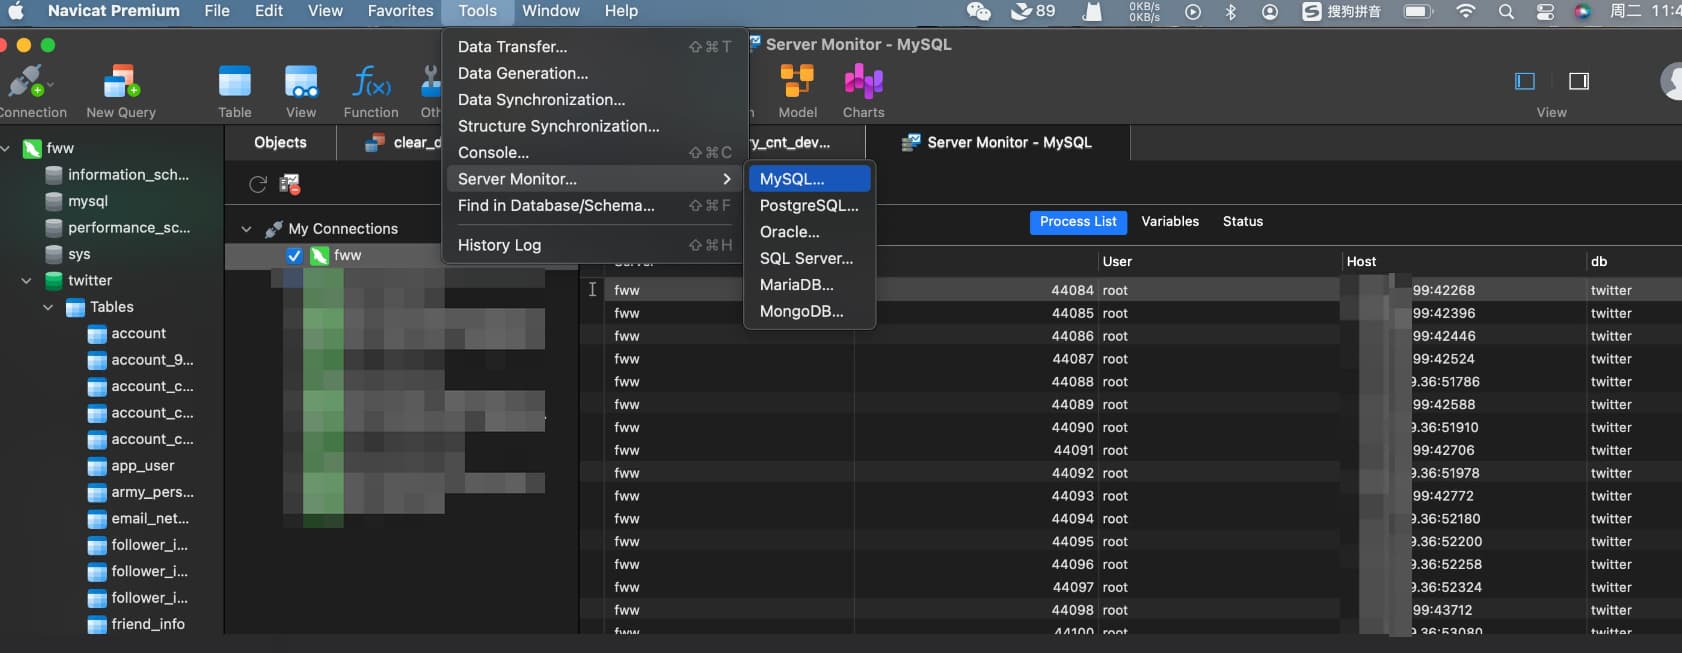 Navicat Premium File Edit View Favorites Tools Window Help 89 0KB/s 0KB/s S 搜狗拼音 周二 11:4
Server Monitor - MySQL
Connection New Query Table View Function Model Charts View
Data Transfer... ⇧⌘T
Data Generation...
Data Synchronization...
Structure Synchronization...
Console... ⇧⌘C
Server Monitor... >
Find in Database/Schema... ⇧⌘F
History Log ⇧⌘H
MySQL...
PostgreSQL...
Oracle...
SQL Server...
MariaDB...
MongoDB...
fww
information_sch...
mysql
performance_sc...
sys
twitter
Tables
account
account_9...
account_c...
account_c...
account_c...
app_user
army_pers...
email_net...
follower_i...
follower_i...
follower_i...
friend_info
Objects clear_d y_cnt_dev... Server Monitor - MySQL
My Connections
fww
Process List Variables Status
Server User Host db
fww 44084 root 99:42268 twitter
fww 44085 root 99:42396 twitter
fww 44086 root 99:42446 twitter
fww 44087 root 99:42524 twitter
fww 44088 root 9.36:51786 twitter
fww 44089 root 99:42588 twitter
fww 44090 root 9.36:51910 twitter
fww 44091 root 99:42706 twitter
fww 44092 root 9.36:51978 twitter
fww 44093 root 99:42772 twitter
fww 44094 root 9.36:52180 twitter
fww 44095 root 9.36:52200 twitter
fww 44096 root 9.36:52258 twitter
fww 44097 root 9.36:52324 twitter
fww 44098 root 99:43712 twitter
fww 44100 root 9.36:53080 twitter